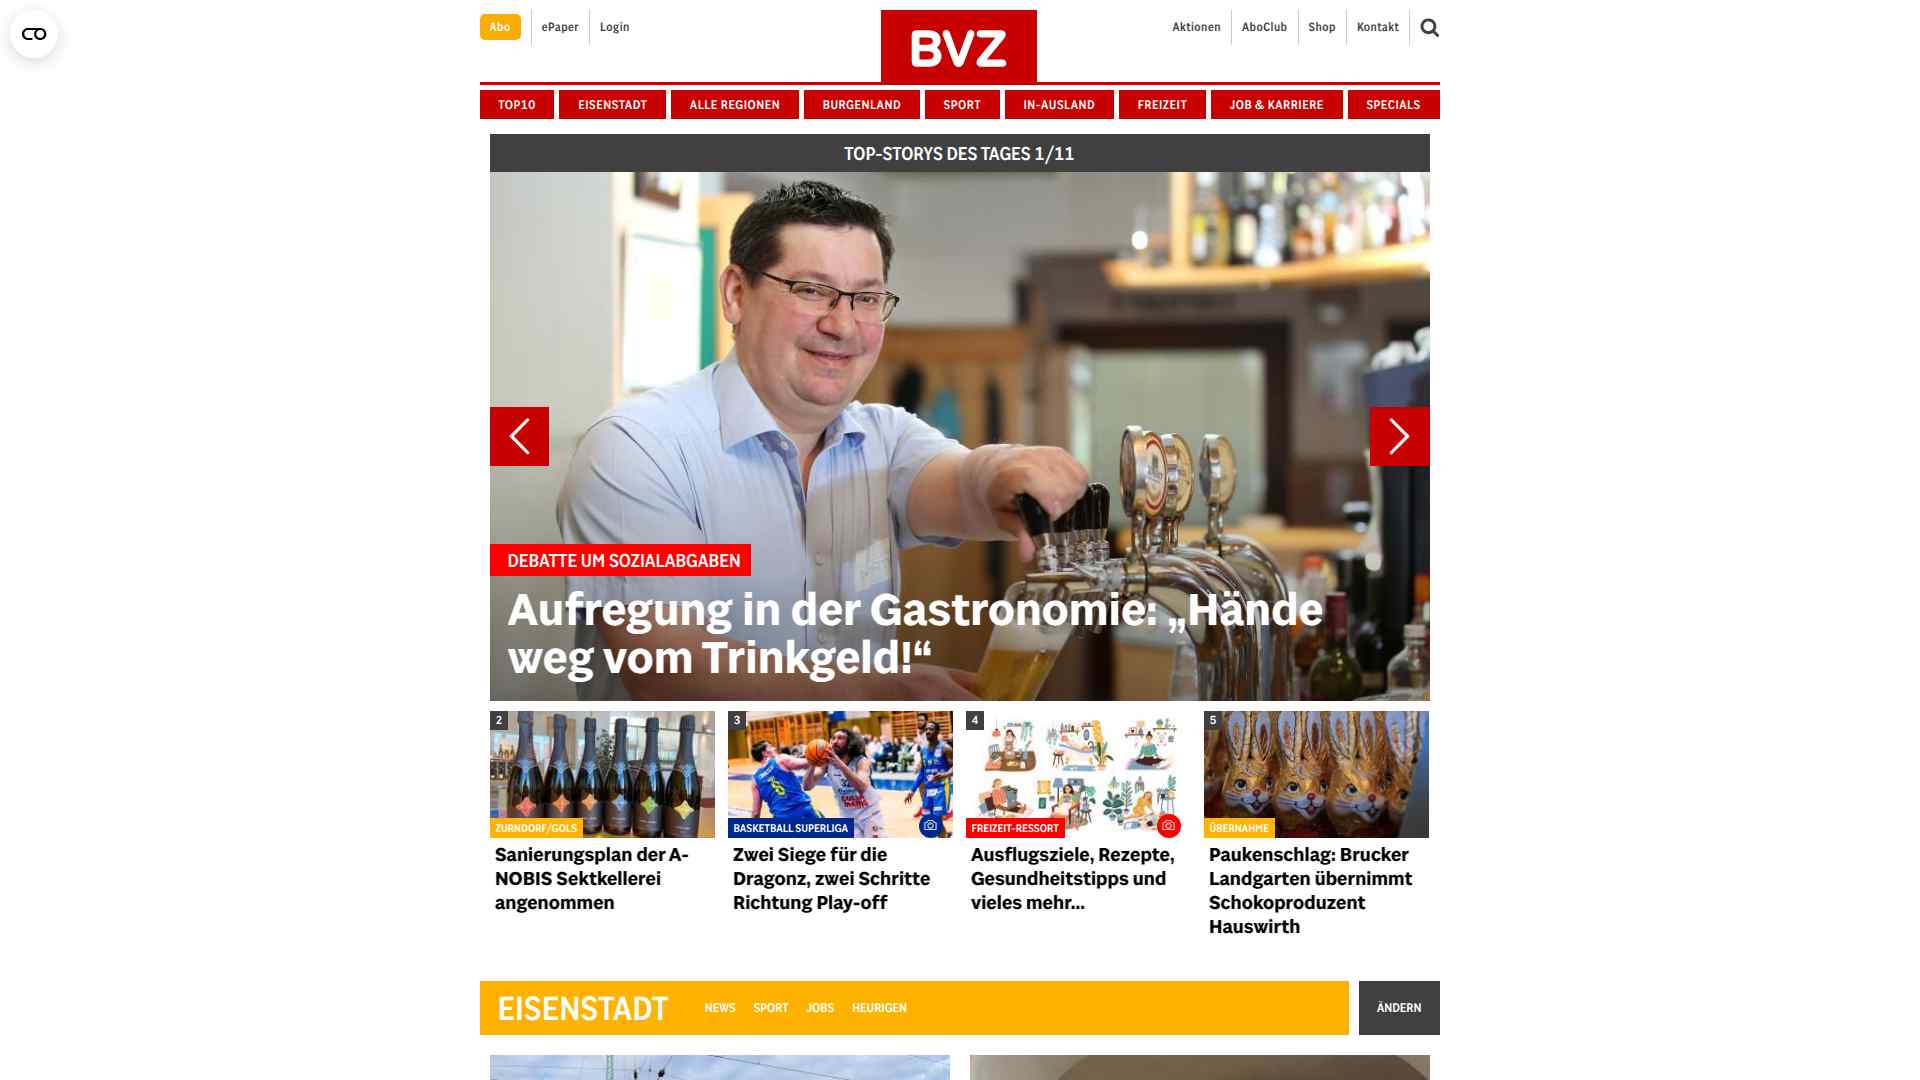 Abo
ePaper
Login
BVZ
Aktionen
AboClub
Shop
Kontakt
TOP10
EISENSTADT
ALLE REGIONEN
BURGENLAND
SPORT
IN-AUSLAND
FREIZEIT
JOB & KARRIERE
SPECIALS
TOP-STORYS DES TAGES 1/11
DEBATTE UM SOZIALABGABEN
Aufregung in der Gastronomie: „Hände
weg vom Trinkgeld!“
2
ZURNDORF/GOLS
Sanierungsplan der A-
NOBIS Sektkellerei
angenommen
3
BASKETBALL SUPERLIGA
Zwei Siege für die
Dragonz, zwei Schritte
Richtung Play-off
4
FREIZEIT-RESSORT
Ausflugsziele, Rezepte,
Gesundheitstipps und
vieles mehr...
5
ÜBERNAHME
Paukenschlag: Brucker
Landgarten übernimmt
Schokoproduzent
Hauswirth
EISENSTADT
NEWS
SPORT
JOBS
HEURIGEN
ÄNDERN